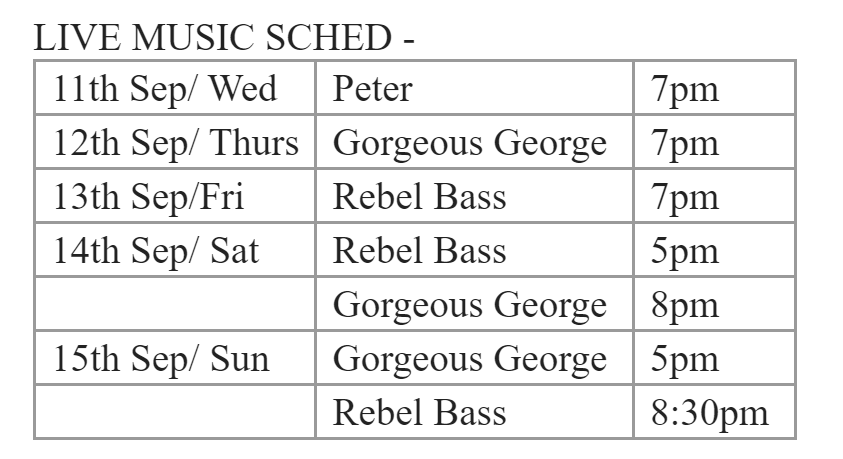 LIVE MUSIC SCHED -
11th Sep/ Wed Peter 7pm
12th Sep/ Thurs Gorgeous George 7pm
13th Sep/Fri Rebel Bass 7pm
14th Sep/ Sat Rebel Bass 5pm
Gorgeous George 8pm
15th Sep/ Sun Gorgeous George 5pm
Rebel Bass 8:30pm